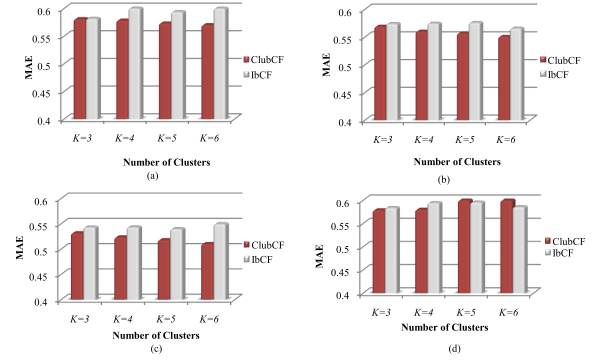 0.6
0.55
0.5
0.45
0.4
MAE
K=3 K=4 K=5 K=6
ClubCF
IbCF
Number of Clusters
(a)
0.6
0.55
0.5
0.45
0.4
MAE
K=3 K=4 K=5 K=6
ClubCF
IbCF
Number of Clusters
(b)
0.6
0.55
0.5
0.45
0.4
MAE
K=3 K=4 K=5 K=6
ClubCF
IbCF
Number of Clusters
(c)
0.6
0.55
0.5
0.45
0.4
MAE
K=3 K=4 K=5 K=6
ClubCF
IbCF
Number of Clusters
(d)